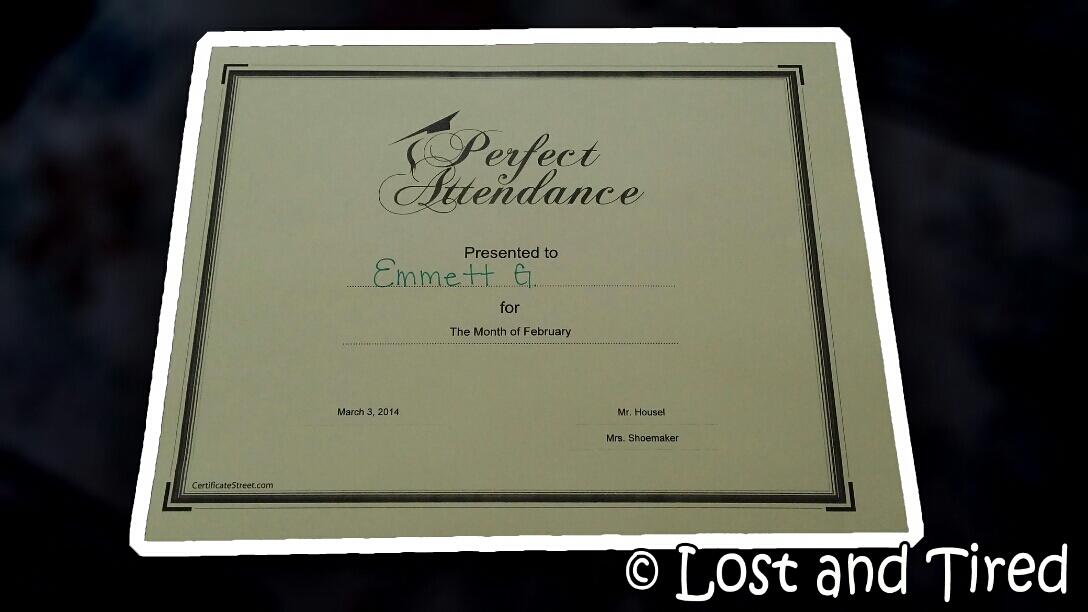 Perfect
Attendance
Presented to
Emmett G.
for
The Month of February
March 3, 2014
Mr. Housel
Mrs. Shoemaker
CertificateStreet.com
© Lost and Tired